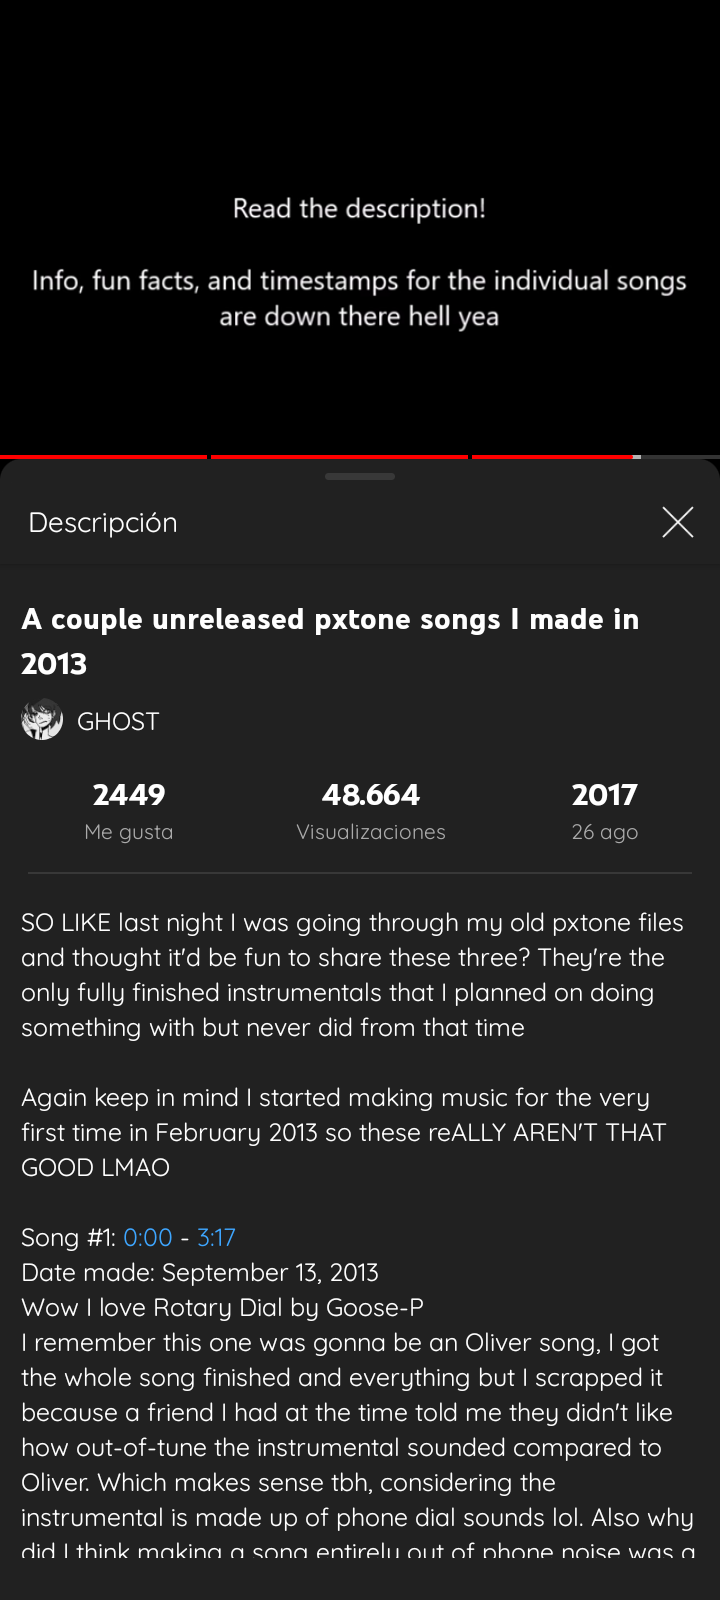 Read the description!
Info, fun facts, and timestamps for the individual songs
are down there hell yea
Descripción
A couple unreleased pxtone songs I made in
2013
GHOST
2449
48.664
2017
Me gusta
Visualizaciones
26 ago
SO LIKE last night I was going through my old pxtone files
and thought it'd be fun to share these three? They're the
only fully finished instrumentals that I planned on doing
something with but never did from that time
Again keep in mind I started making music for the very
first time in February 2013 so these reALLY AREN'T THAT
GOOD LMAO
Song #1: 0:00 - 3:17
Date made: September 13, 2013
Wow I love Rotary Dial by Goose-P
I remember this one was gonna be an Oliver song, I got
the whole song finished and everything but I scrapped it
because a friend I had at the time told me they didn't like
how out-of-tune the instrumental sounded compared to
Oliver. Which makes sense tbh, considering the
instrumental is made up of phone dial sounds lol. Also why
did I think making a song entirely out of phone noise was a